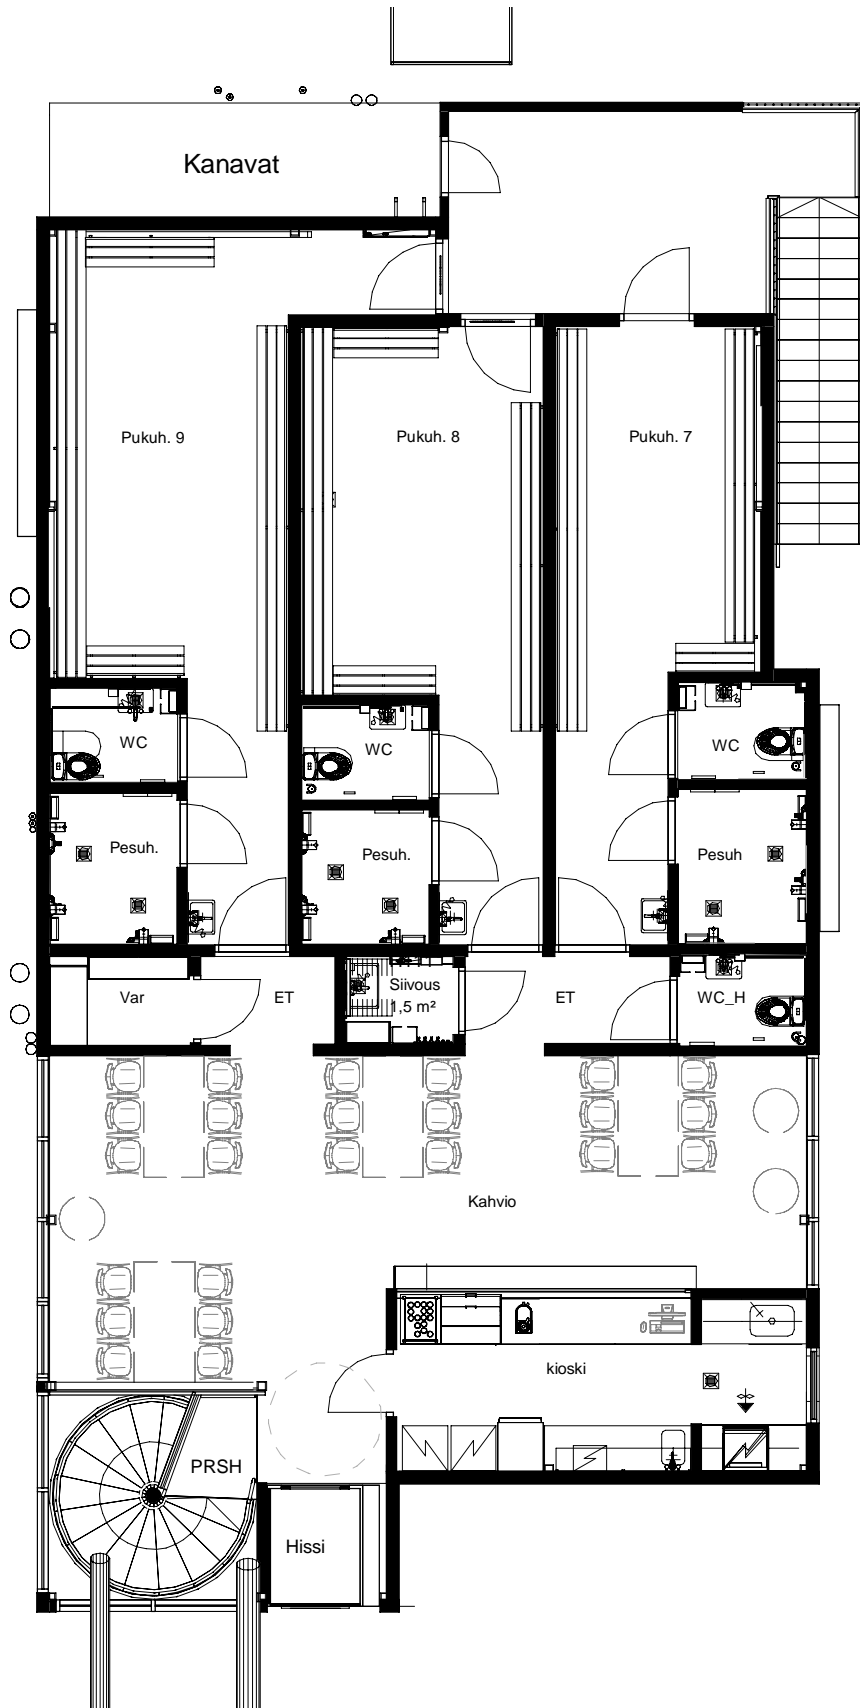 Kanavat
Pukuh. 9
Pukuh. 8
Pukuh. 7
WC
WC
WC
Pesuh.
Pesuh.
Pesuh
Var
ET
Siivous
1,5 m²
ET
WC_H
Kahvio
kioski
PRSH
Hissi